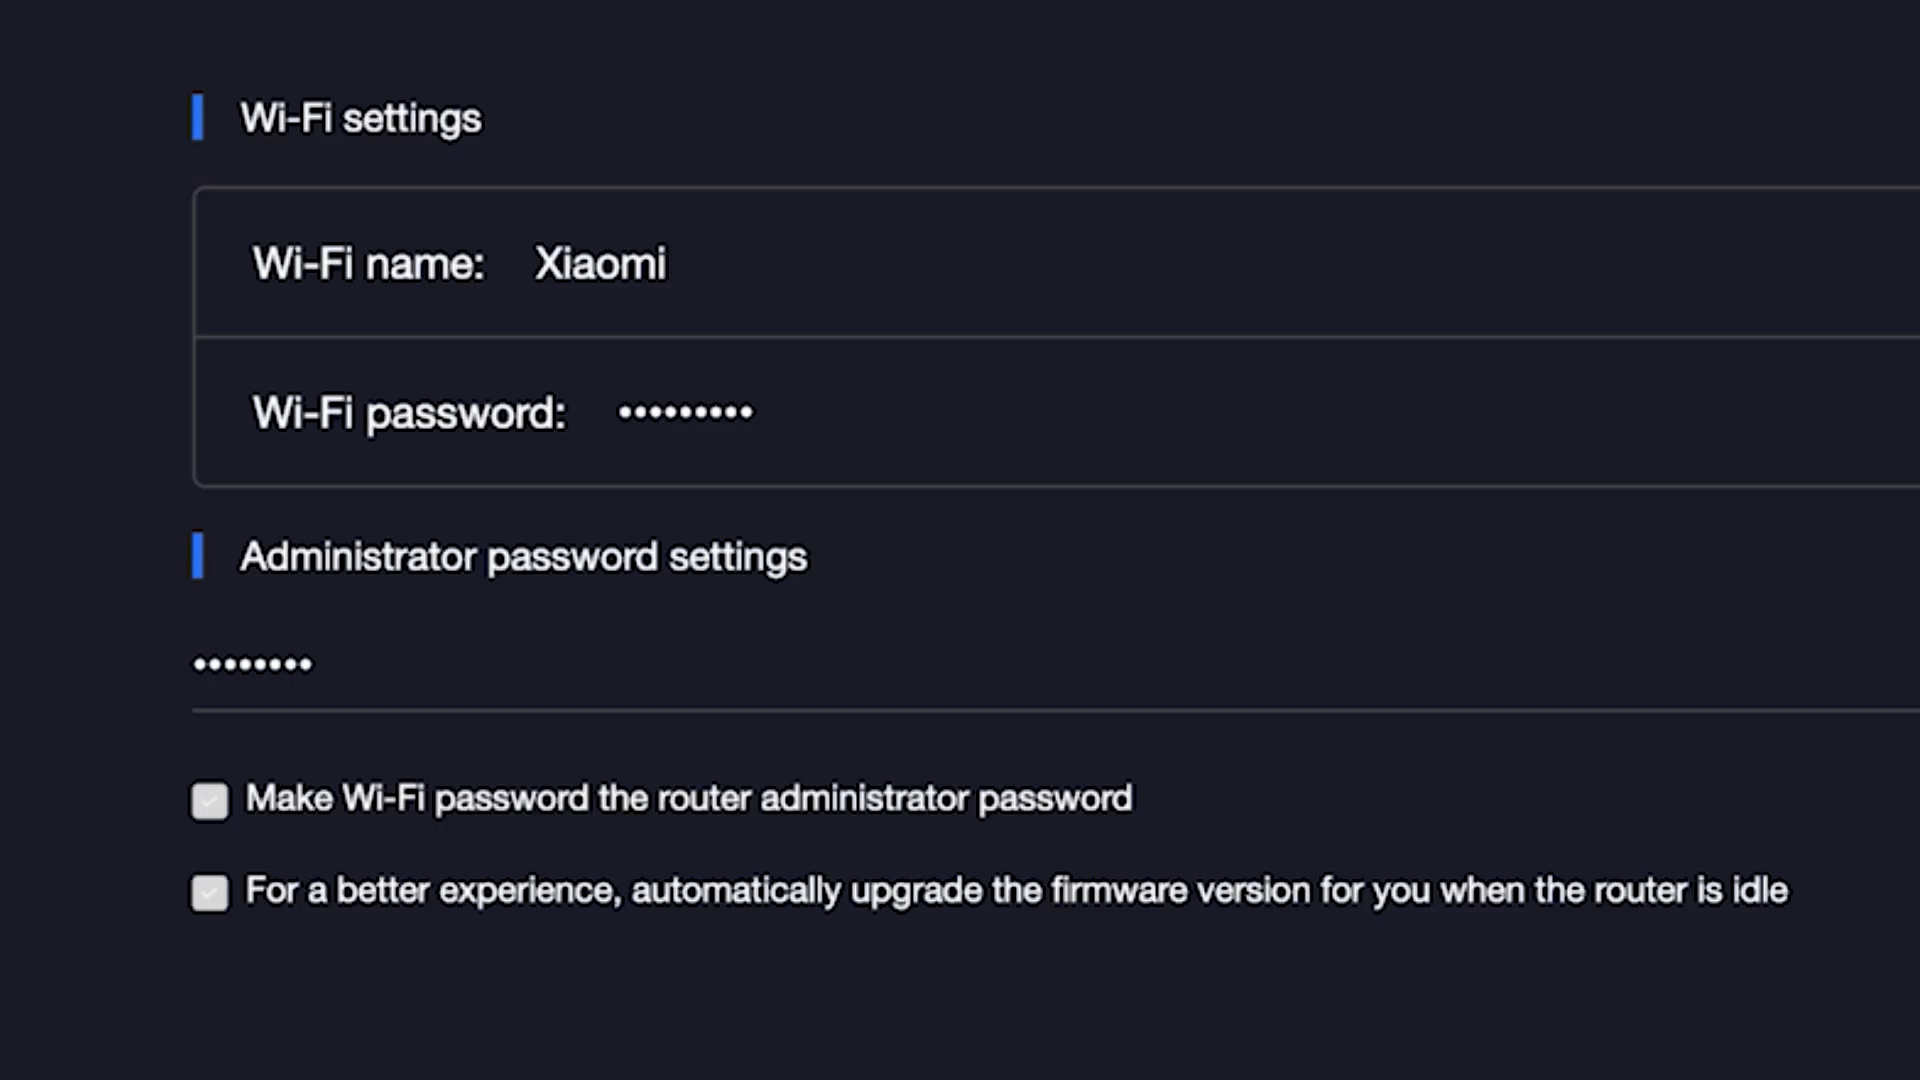 Wi-Fi settings
Wi-Fi name: Xiaomi
Wi-Fi password: •••••••••
Administrator password settings
••••••••
Make Wi-Fi password the router administrator password
For a better experience, automatically upgrade the firmware version for you when the router is idle